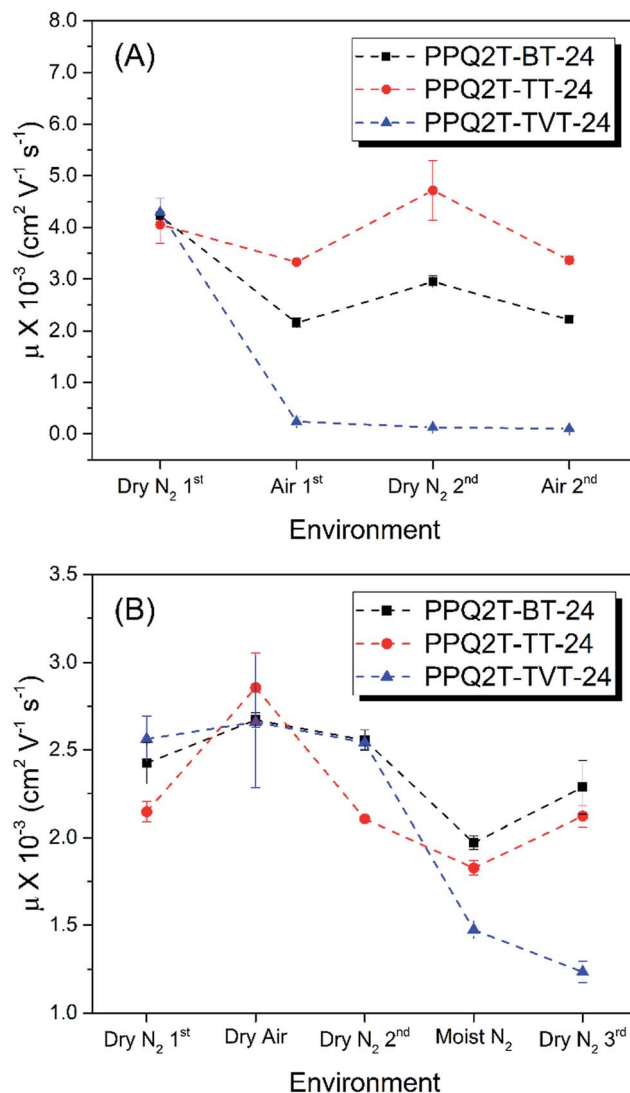 (A)
PPQ2T-BT-24
PPQ2T-TT-24
PPQ2T-TVT-24
8.0
7.0
6.0
5.0
4.0
3.0
2.0
1.0
0.0
μ X 10⁻³ (cm² V⁻¹ s⁻¹)
Dry N₂ 1ˢᵗ Air 1ˢᵗ Dry N₂ 2ⁿᵈ Air 2ⁿᵈ
Environment
(B)
PPQ2T-BT-24
PPQ2T-TT-24
PPQ2T-TVT-24
3.5
3.0
2.5
2.0
1.5
1.0
μ X 10⁻³ (cm² V⁻¹ s⁻¹)
Dry N₂ 1ˢᵗ Dry Air Dry N₂ 2ⁿᵈ Moist N₂ Dry N₂ 3ʳᵈ
Environment